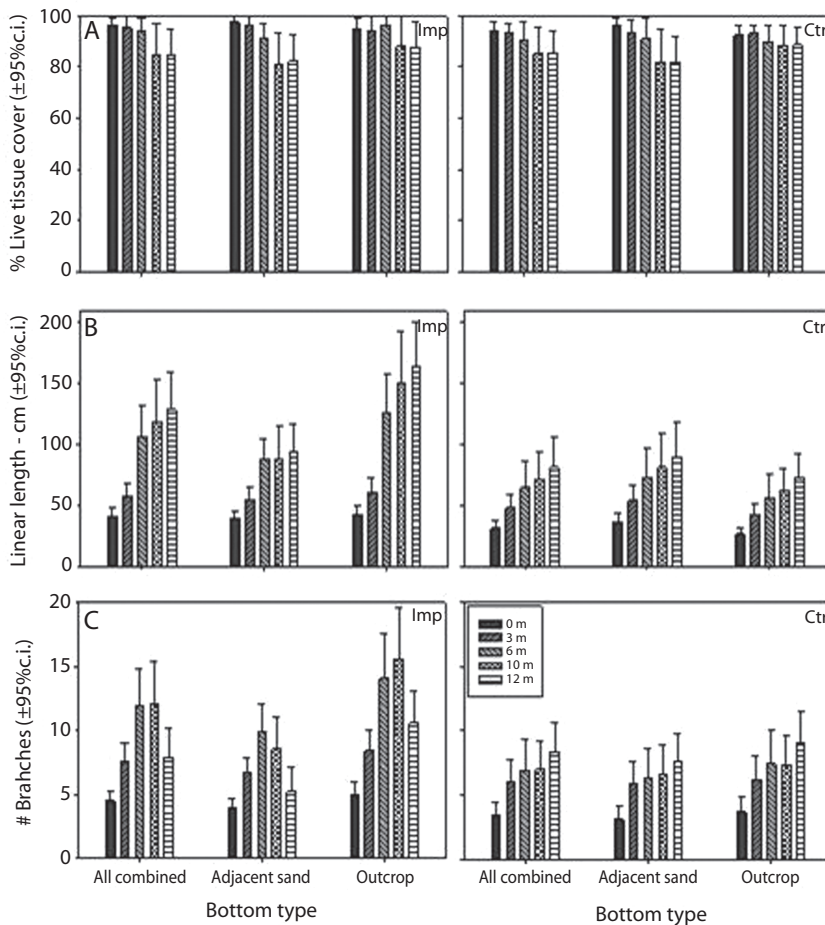 A
Imp
Ctr
% Live tissue cover (±95%c.i.)
100
80
60
40
20
0
B
Imp
Ctr
Linear length - cm (±95%c.i.)
200
150
100
50
0
C
Imp
Ctr
# Brahches (±95%c.i.)
20
15
10
5
0
0 m
3 m
6 m
10 m
12 m
All combined
Adjacent sand
Outcrop
All combined
Adjacent sand
Outcrop
Bottom type
Bottom type